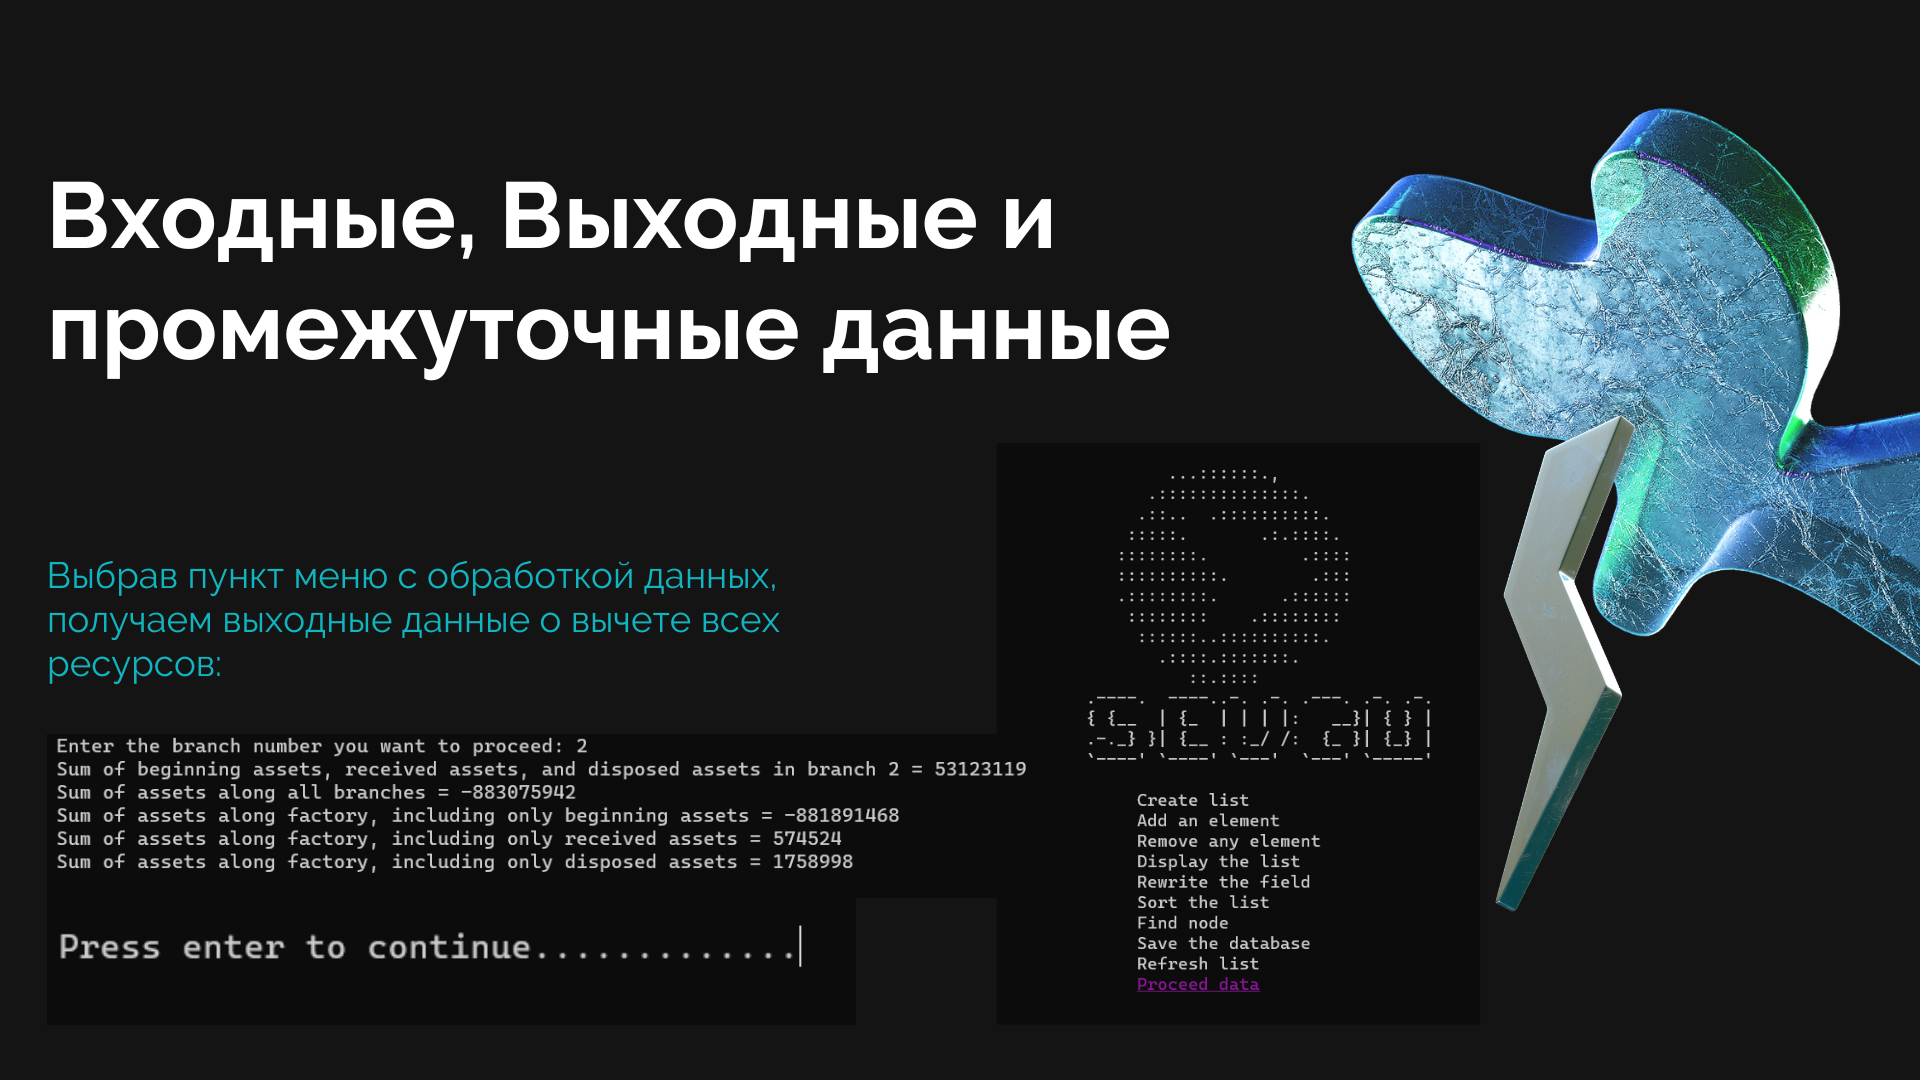 Входные, Выходные и
промежуточные данные
Выбрав пункт меню с обработкой данных,
получаем выходные данные о вычете всех
ресурсов:
Enter the branch number you want to proceed: 2
Sum of beginning assets, received assets, and disposed assets in branch 2 = 53123119
Sum of assets along all branches = -883075942
Sum of assets along factory, including only beginning assets = -881891468
Sum of assets along factory, including only received assets = 574524
Sum of assets along factory, including only disposed assets = 1758998
Press enter to continue.............
sevsu
Create list
Add an element
Remove any element
Display the list
Rewrite the field
Sort the list
Find node
Save the database
Refresh list
Proceed data